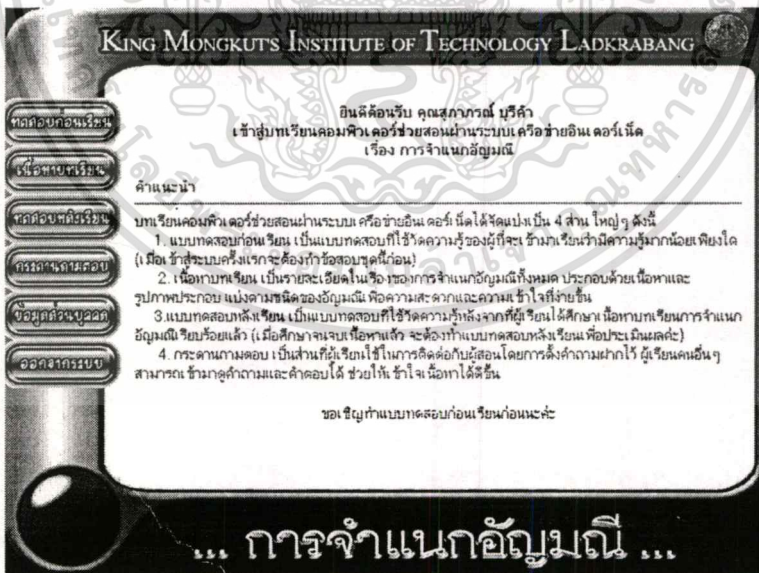 KING MONGKUT'S INSTITUTE OF TECHNOLOGY LADKRABANG
ทดสอบก่อนเรียน
เนื้อหาบทเรียน
ทดสอบหลังเรียน
กระดานถามตอบ
ข้อมูลส่วนบุคคล
ออกจากระบบ
ยินดีต้อนรับ คุณสุภาภรณ์ บุรีคำ
เข้าสู่บทเรียนคอมพิวเตอร์ช่วยสอนผ่านระบบเครือข่ายอินเตอร์เน็ต
เรื่อง การจำแนกอัญมณี
คำแนะนำ
บทเรียนคอมพิวเตอร์ช่วยสอนผ่านระบบเครือข่ายอินเตอร์เน็ตได้จัดแบ่งเป็น 4 ส่วน ใหญ่ๆ ดังนี้
1. แบบทดสอบก่อนเรียน เป็นแบบทดสอบที่ใช้วัดความรู้ของผู้ที่จะเข้ามาเรียนว่ามีความรู้มากน้อยเพียงใด
(เมื่อเข้าสู่ระบบครั้งแรกจะต้องทำข้อสอบชุดนี้ก่อน)
2. เนื้อหาบทเรียน เป็นรายละเอียดในเรื่องของการจำแนกอัญมณีทั้งหมด ประกอบด้วยเนื้อหาและ
รูปภาพประกอบ แบ่งตามชนิดของอัญมณีเพื่อความสะดวกและความเข้าใจที่ง่ายขึ้น
3.แบบทดสอบหลังเรียน เป็นแบบทดสอบที่ใช้วัดความรู้หลังจากที่ผู้เรียนได้ศึกษาเนื้อหาบทเรียนการจำแนก
อัญมณีเรียบร้อยแล้ว (เมื่อศึกษาจนจบเนื้อหาแล้ว จะต้องทำแบบทดสอบหลังเรียนเพื่อประเมินผลค่ะ)
4. กระดานถามตอบ เป็นส่วนที่ผู้เรียนใช้ในการติดต่อกับผู้สอนโดยการตั้งคำถามฝากไว้ ผู้เรียนคนอื่นๆ
สามารถเข้ามาดูคำถามและคำตอบได้ ช่วยให้เข้าใจเนื้อหาได้ดีขึ้น
ขอเชิญทำแบบทดสอบก่อนเรียนก่อนนะค่ะ
... การจำแนกอัญมณี ...